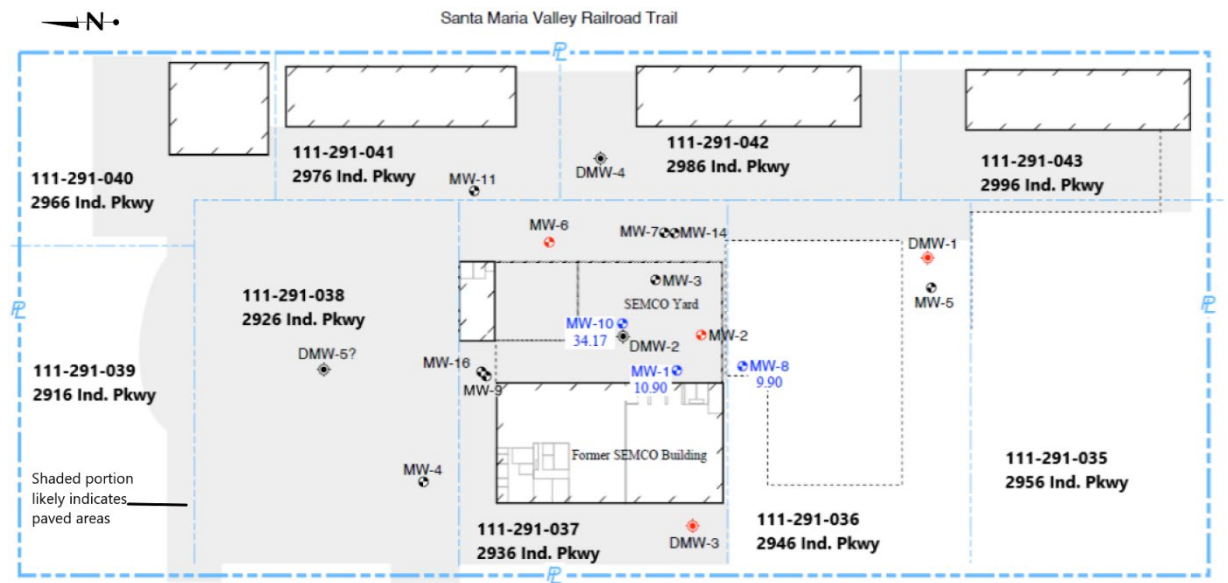 N
Santa Maria Valley Railroad Trail
PL
111-291-040
2966 Ind. Pkwy
111-291-041
2976 Ind. Pkwy
MW-11
DMW-4
111-291-042
2986 Ind. Pkwy
111-291-043
2996 Ind. Pkwy
MW-6
MW-7
MW-14
DMW-1
MW-5
MW-3
SEMCO Yard
111-291-038
2926 Ind. Pkwy
PL
PL
MW-10
34.17
DMW-2
MW-2
DMW-5?
MW-16
MW-9
MW-1
10.90
MW-8
9.90
111-291-039
2916 Ind. Pkwy
Former SEMCO Building
MW-4
111-291-035
2956 Ind. Pkwy
Shaded portion
likely indicates
paved areas
111-291-037
2936 Ind. Pkwy
DMW-3
111-291-036
2946 Ind. Pkwy
PL